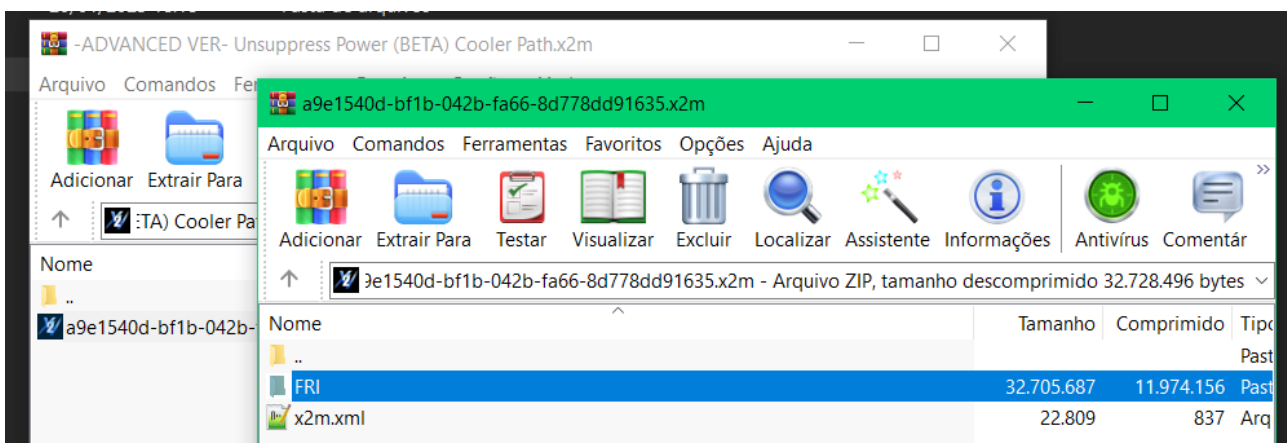 -ADVANCED VER- Unsuppress Power (BETA) Cooler Path.x2m
Arquivo Comandos Fer
Adicionar Extrair Para
:TA) Cooler Pa
Nome
..
a9e1540d-bf1b-042b-
a9e1540d-bf1b-042b-fa66-8d778dd91635.x2m
Arquivo Comandos Ferramentas Favoritos Opções Ajuda
Adicionar Extrair Para Testar Visualizar Excluir Localizar Assistente Informações Antivírus Comentár
9e1540d-bf1b-042b-fa66-8d778dd91635.x2m - Arquivo ZIP, tamanho descomprimido 32.728.496 bytes
Nome Tamanho Comprimido Tipo
.. Past
FRI 32.705.687 11.974.156 Past
x2m.xml 22.809 837 Arq